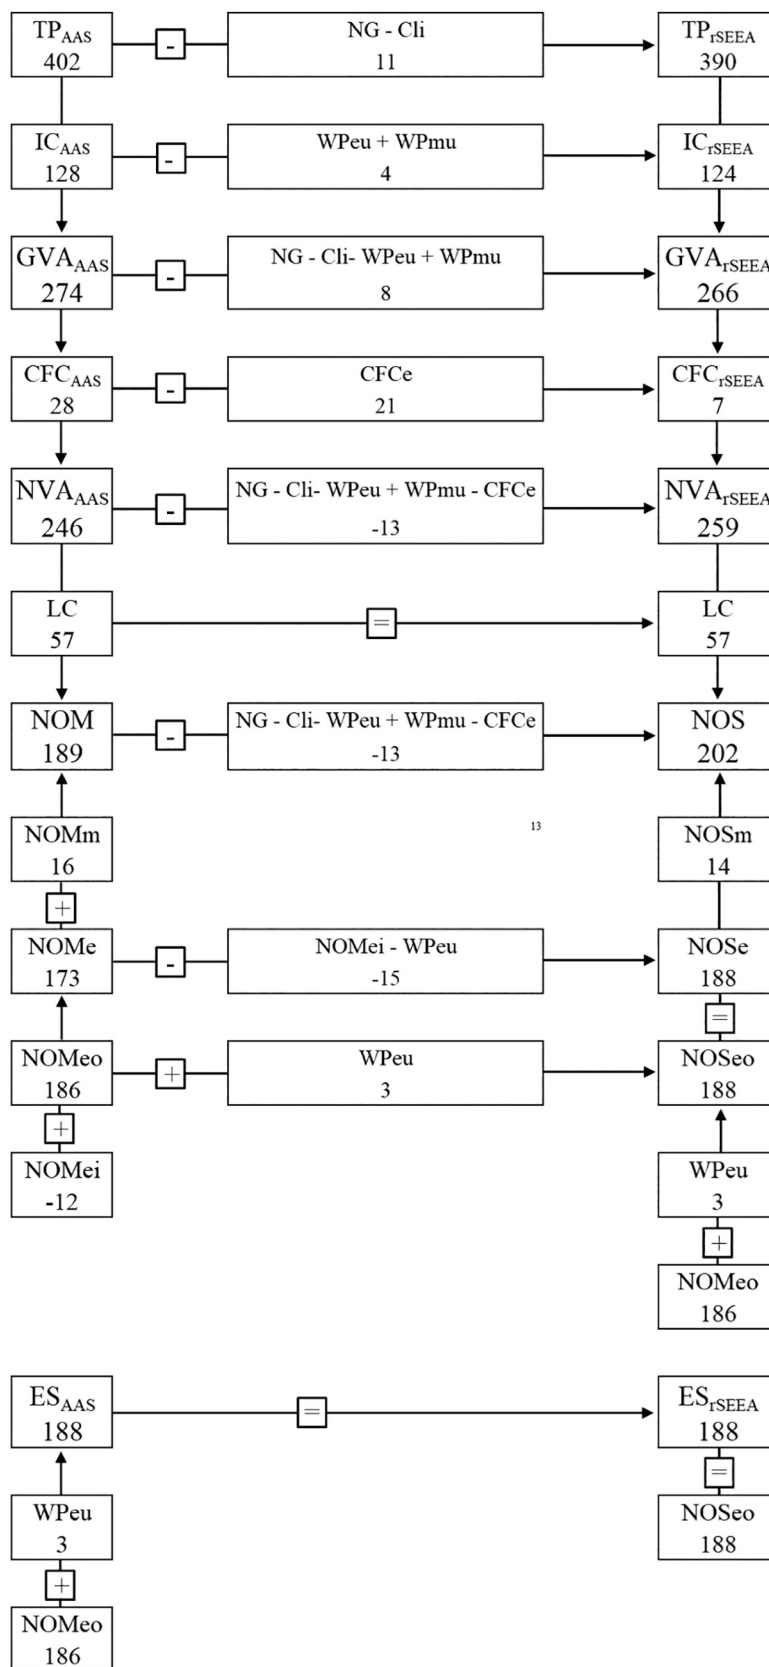 TPAAS - NG - Cli TPrSEEA
402 11 390
ICAAS - WPeu + WPmu ICrSEEA
128 4 124
GVAAAS - NG - Cli- WPeu + WPmu GVArSEEA
274 8 266
CFCAAS - CFCe CFCrSEEA
28 21 7
NVAAAS - NG - Cli- WPeu + WPmu - CFCe NVArSEEA
246 -13 259
LC = LC
57 57
NOM - NG - Cli- WPeu + WPmu - CFCe NOS
189 -13 202
NOMm 13 NOSm
16 14
+
NOMe - NOMei - WPeu NOSe
173 -15 188
=
NOMeo + WPeu NOSeo
186 3 188
+
NOMei WPeu
-12 3
+
NOMeo
186
ESAAS = ESrSEEA
188 188
=
WPeu NOSeo
3 188
+
NOMeo
186